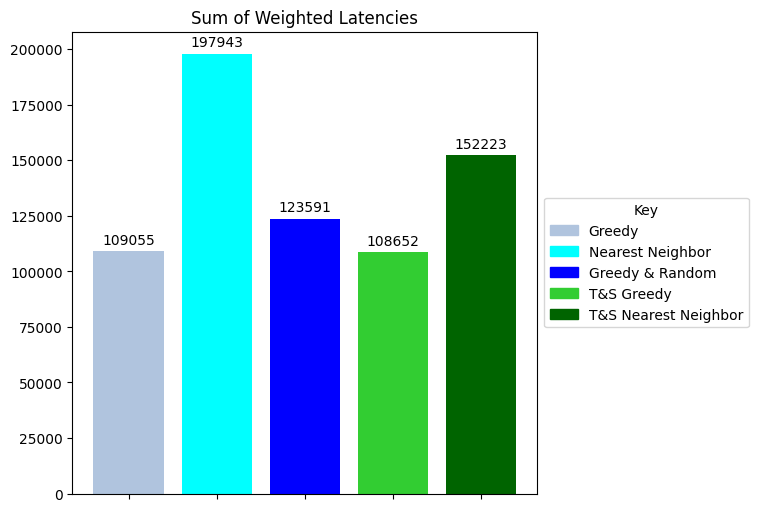 Sum of Weighted Latencies
200000
175000
150000
125000
100000
75000
50000
25000
0
109055
197943
123591
108652
152223
Key
Greedy
Nearest Neighbor
Greedy & Random
T&S Greedy
T&S Nearest Neighbor